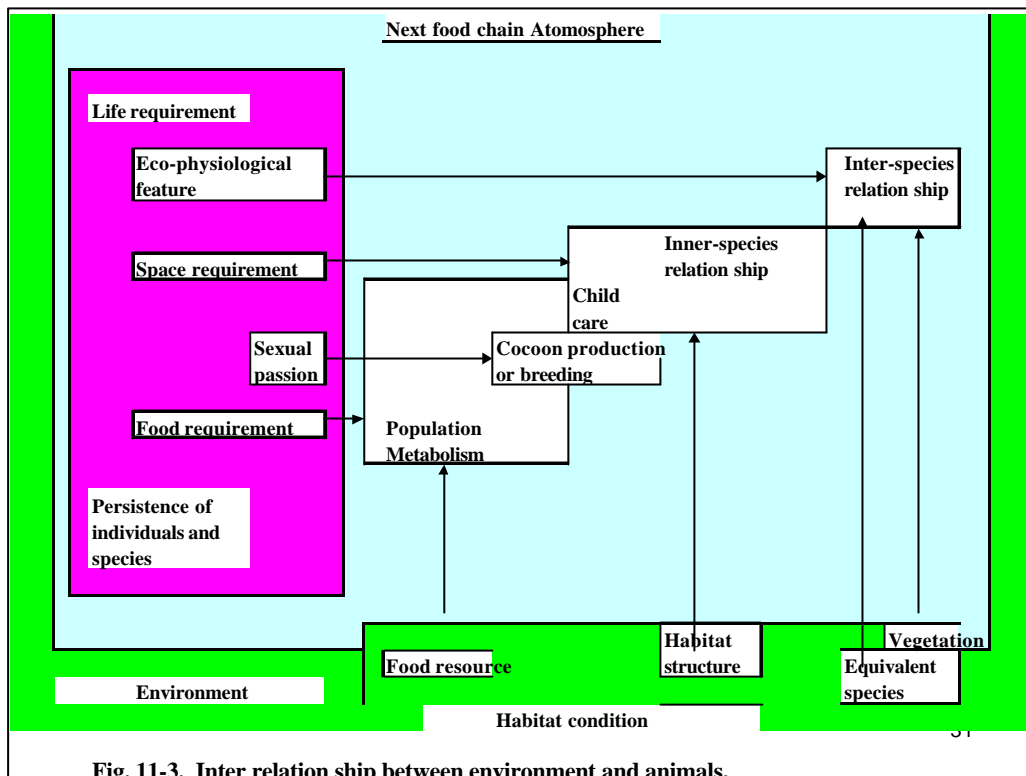 Next food chain Atomosphere
Life requirement
Eco-physiological
feature
Inter-species
relation ship
Space requirement
Inner-species
relation ship
Child
care
Sexual
passion
Cocoon production
or breeding
Food requirement
Population
Metabolism
Persistence of
individuals and
species
Food resource
Habitat
structure
Vegetation
Equivalent
species
Environment
Habitat condition
Fig. 11-3. Inter relation ship between environment and animals.